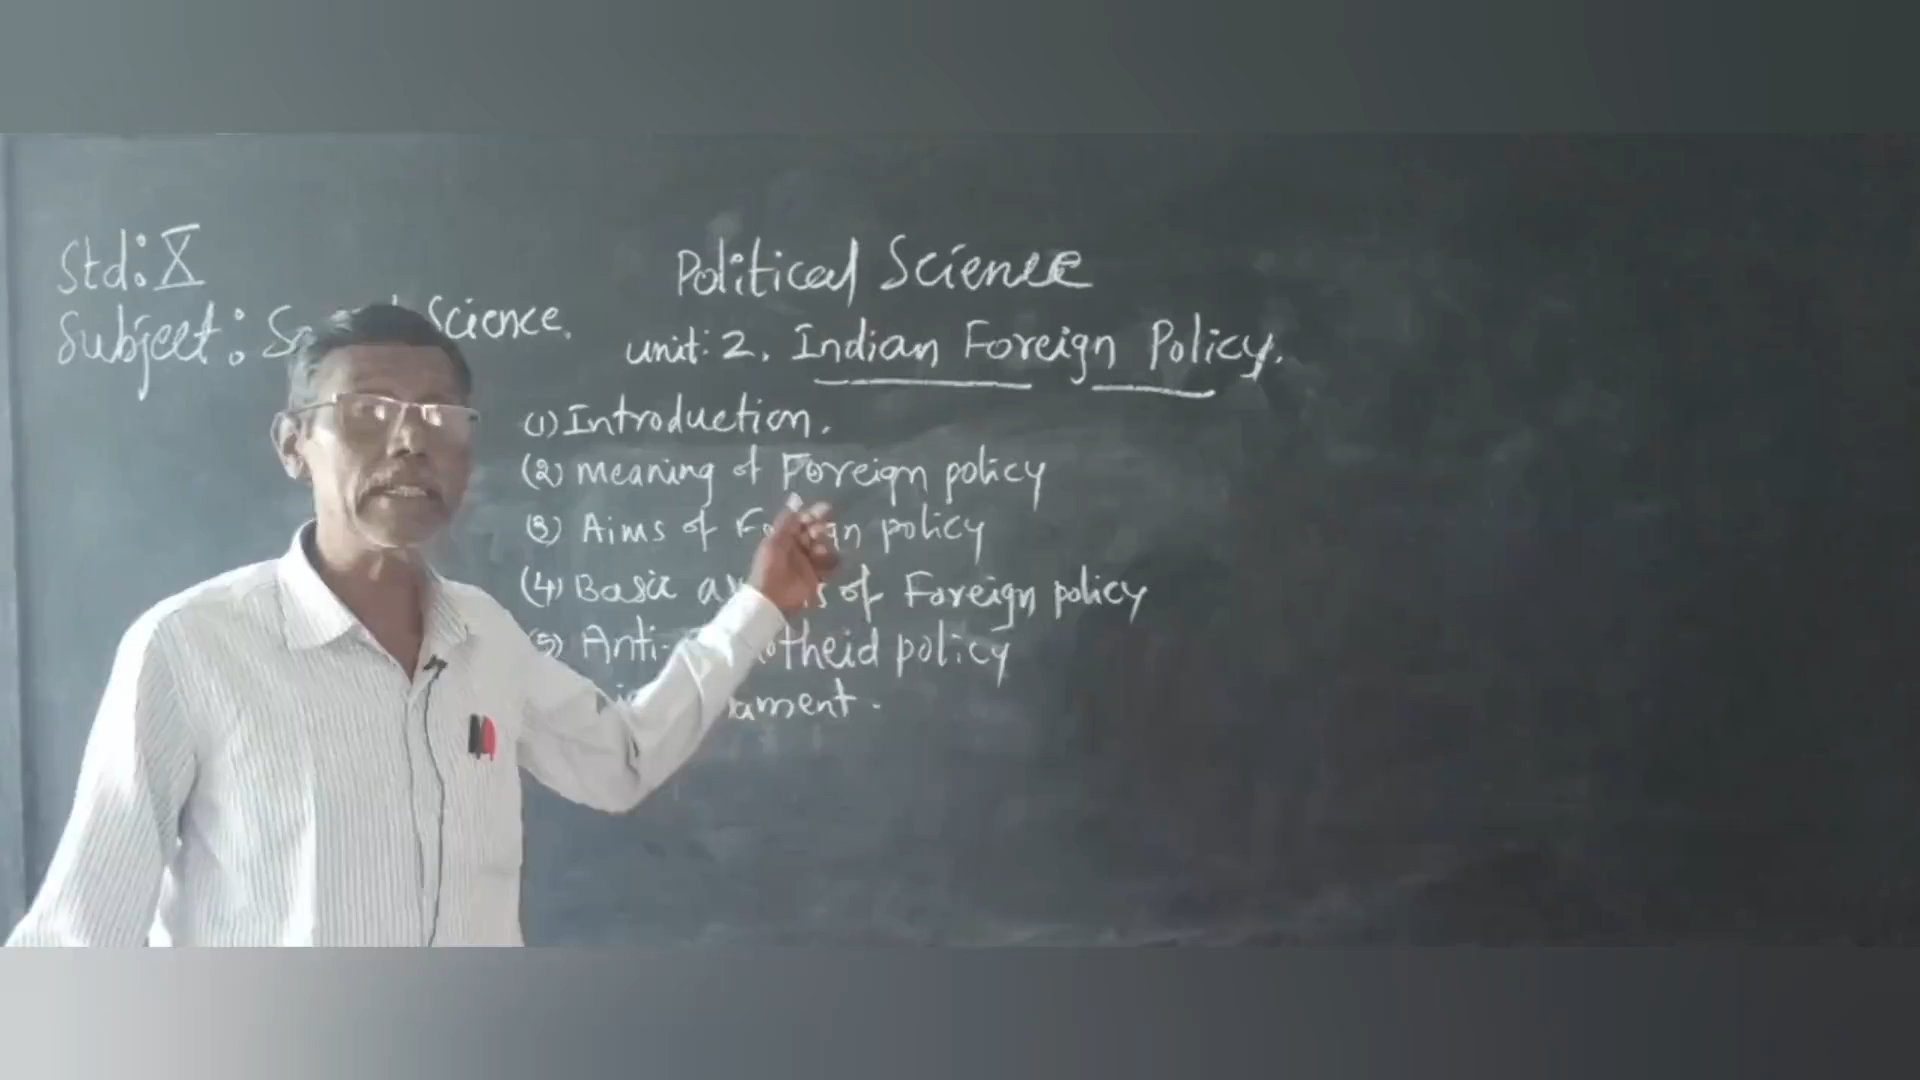 Std: X
Subject: Science.
Political Science
unit: 2. Indian Foreign Policy.
(1) Introduction.
(2) Meaning of Foreign policy
(3) Aims of policy
(4) Basic of Foreign policy
(5) Anti- policy